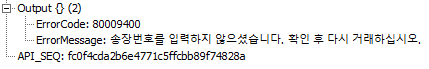 Output {} (2)
ErrorCode: 80009400
ErrorMessage: 송장번호를 입력하지 않으셨습니다. 확인 후 다시 거래하십시오.
API_SEQ: fc0f4cda2b6e4771c5ffcbb89f74828a